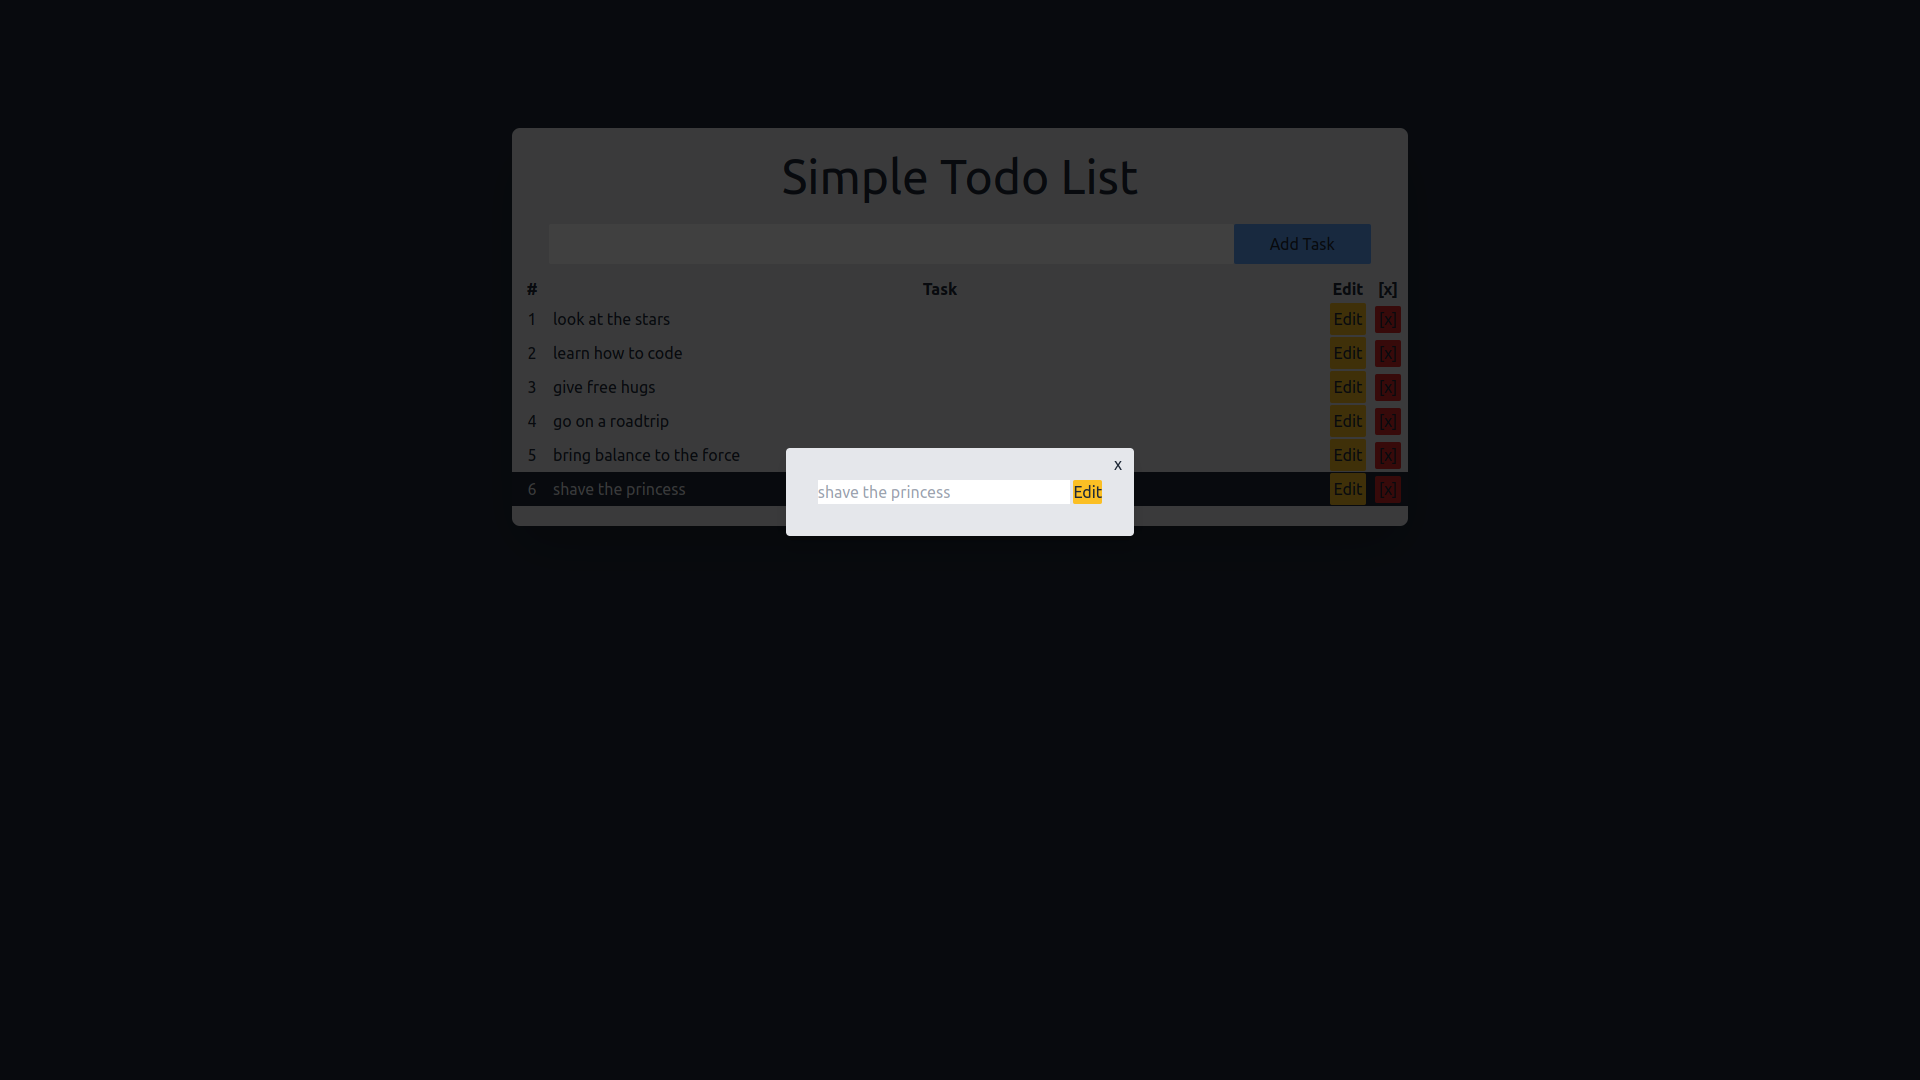 Simple Todo List
Add Task
# Task Edit [x]
1 look at the stars Edit [x]
2 learn how to code Edit [x]
3 give free hugs Edit [x]
4 go on a roadtrip Edit [x]
5 bring balance to the force Edit [x]
x
6 shave the princess Edit [x]
shave the princess Edit